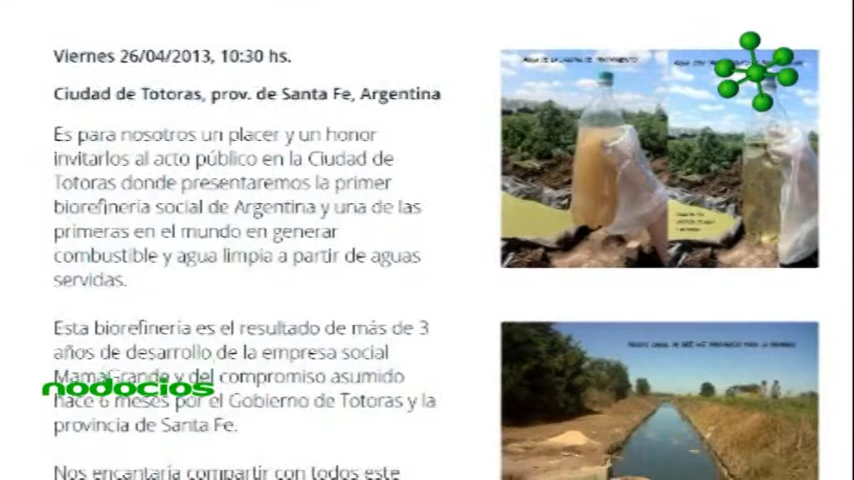 Viernes 26/04/2013, 10:30 hs.
Ciudad de Totoras, prov. de Santa Fe, Argentina
Es para nosotros un placer y un honor
invitarlos al acto público en la Ciudad de
Totoras donde presentaremos la primer
biorefinería social de Argentina y una de las
primeras en el mundo en generar
combustible y agua limpia a partir de aguas
servidas.
Esta biorefinería es el resultado de más de 3
años de desarrollo de la empresa social
MamaGrande y del compromiso asumido
nodocios
hace 6 meses por el Gobierno de Totoras y la
provincia de Santa Fe.
Nos encantaría compartir con todos este